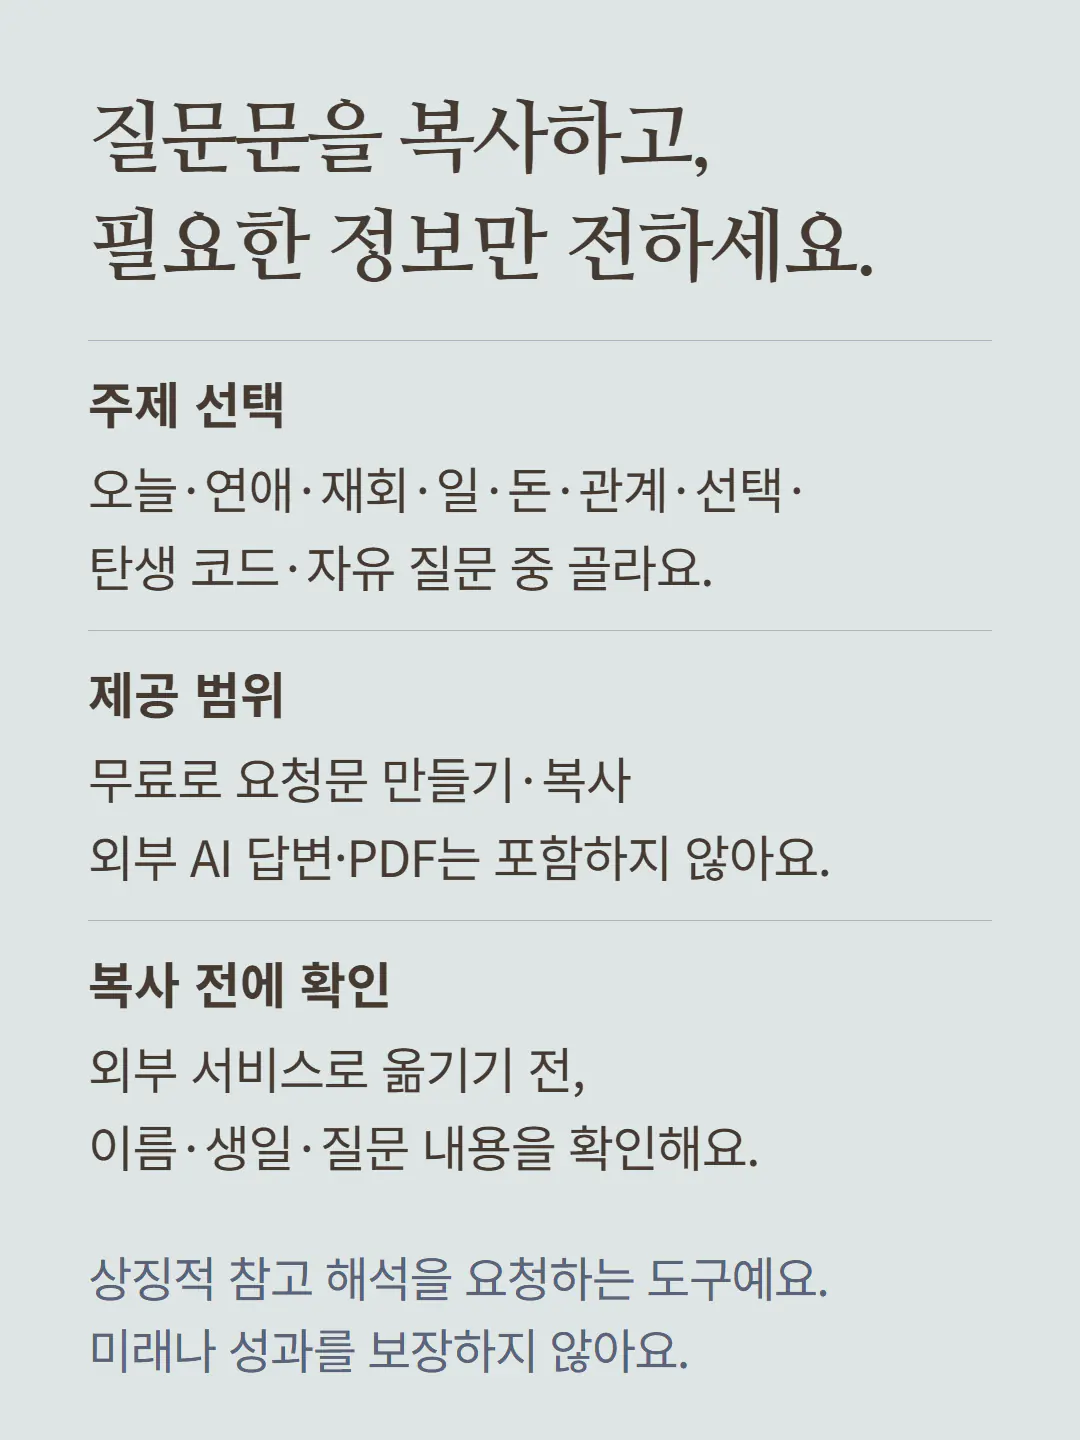 질문문을 복사하고,
필요한 정보만 전하세요.
주제 선택
오늘·연애·재회·일·돈·관계·선택·
탄생 코드·자유 질문 중 골라요.
제공 범위
무료로 요청문 만들기·복사
외부 AI 답변·PDF는 포함하지 않아요.
복사 전에 확인
외부 서비스로 옮기기 전,
이름·생일·질문 내용을 확인해요.
상징적 참고 해석을 요청하는 도구예요.
미래나 성과를 보장하지 않아요.